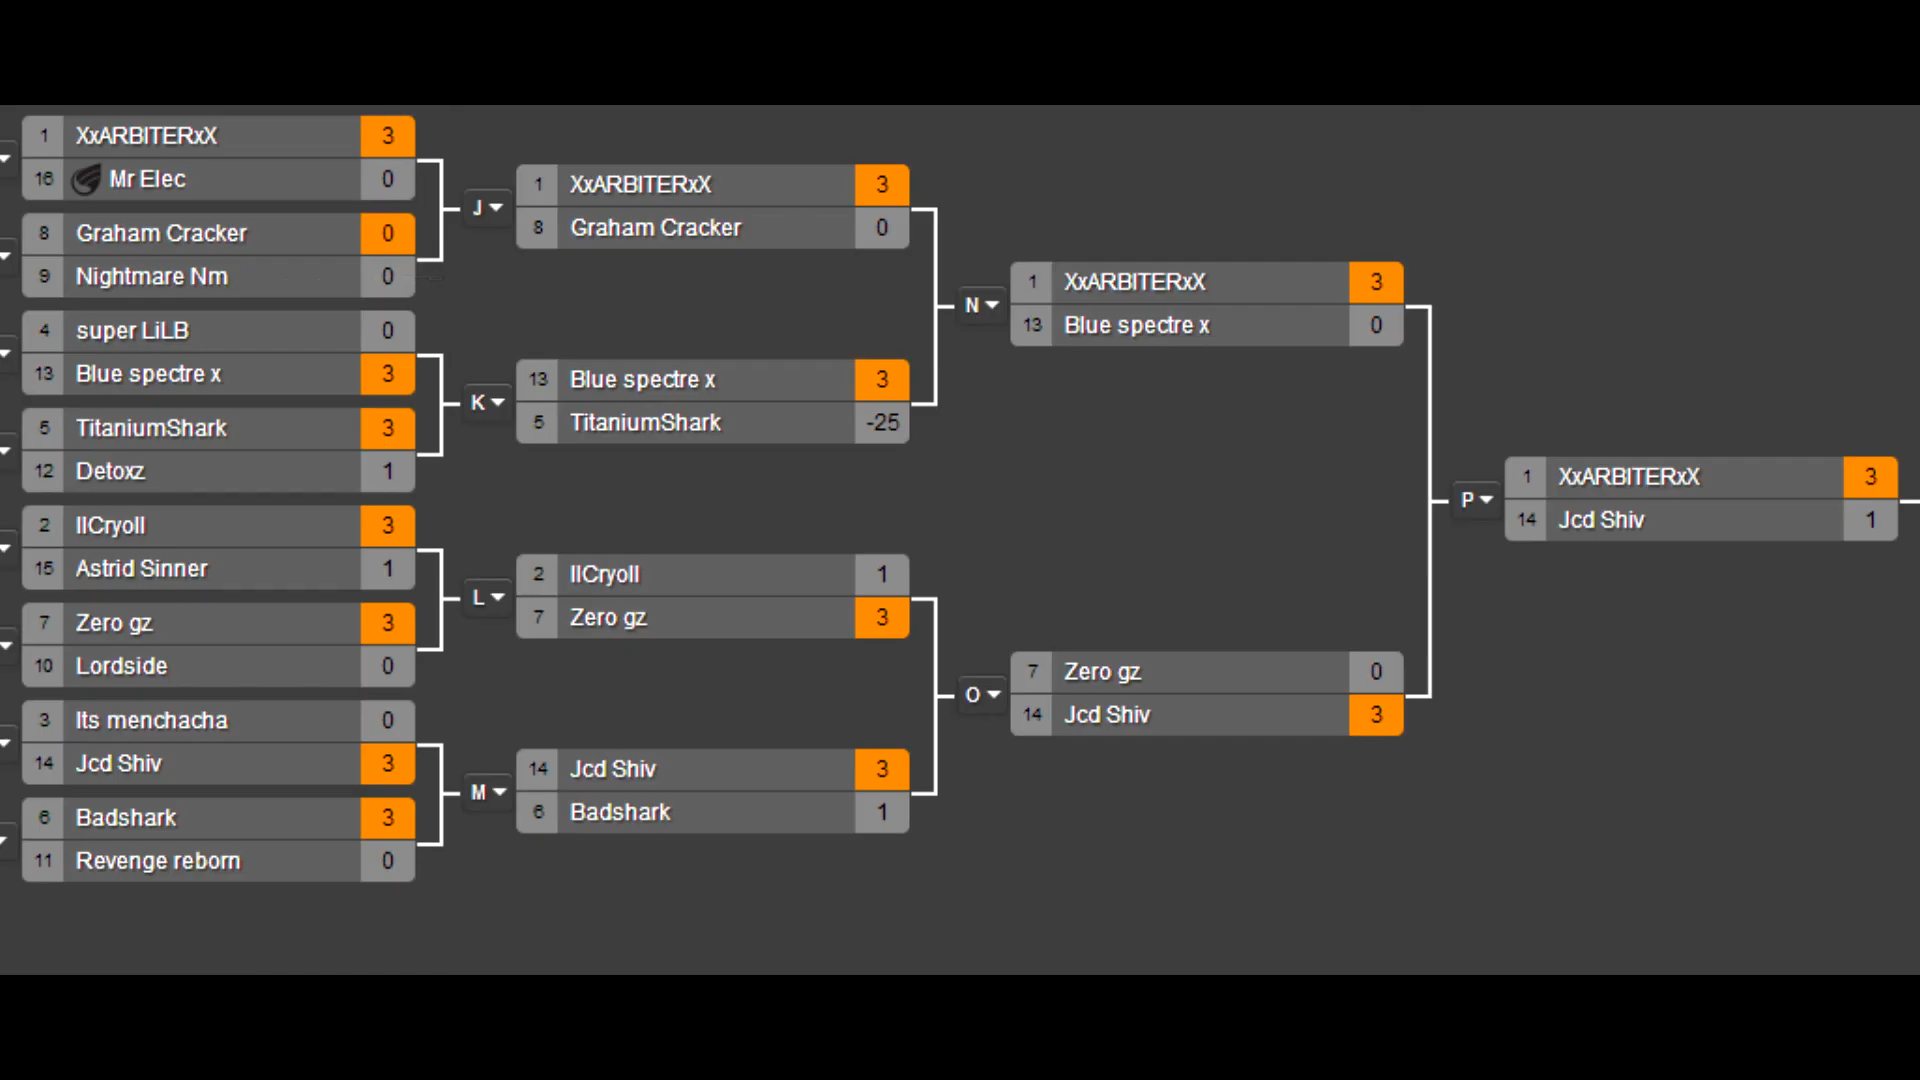 1 XxARBITERxX 3
16 Mr Elec 0
8 Graham Cracker 0
9 Nightmare Nm 0
4 super LiLB 0
13 Blue spectre x 3
5 TitaniumShark 3
12 Detoxz 1
2 IlCryoIl 3
15 Astrid Sinner 1
7 Zero gz 3
10 Lordside 0
3 Its menchacha 0
14 Jcd Shiv 3
6 Badshark 3
11 Revenge reborn 0
J
1 XxARBITERxX 3
8 Graham Cracker 0
K
13 Blue spectre x 3
5 TitaniumShark -25
L
2 IlCryoIl 1
7 Zero gz 3
M
14 Jcd Shiv 3
6 Badshark 1
N
1 XxARBITERxX 3
13 Blue spectre x 0
O
7 Zero gz 0
14 Jcd Shiv 3
P
1 XxARBITERxX 3
14 Jcd Shiv 1